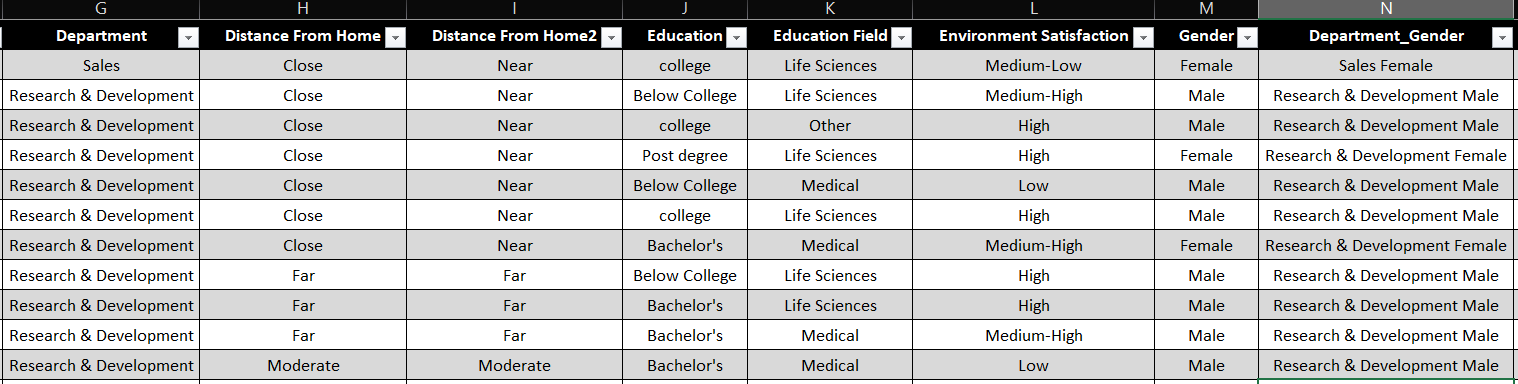 G H I J K L M N
Department Distance From Home Distance From Home2 Education Education Field Environment Satisfaction Gender Department_Gender
Sales Close Near college Life Sciences Medium-Low Female Sales Female
Research & Development Close Near Below College Life Sciences Medium-High Male Research & Development Male
Research & Development Close Near college Other High Male Research & Development Male
Research & Development Close Near Post degree Life Sciences High Female Research & Development Female
Research & Development Close Near Below College Medical Low Male Research & Development Male
Research & Development Close Near college Life Sciences High Male Research & Development Male
Research & Development Close Near Bachelor's Medical Medium-High Female Research & Development Female
Research & Development Far Far Below College Life Sciences High Male Research & Development Male
Research & Development Far Far Bachelor's Life Sciences High Male Research & Development Male
Research & Development Far Far Bachelor's Medical Medium-High Male Research & Development Male
Research & Development Moderate Moderate Bachelor's Medical Low Male Research & Development Male